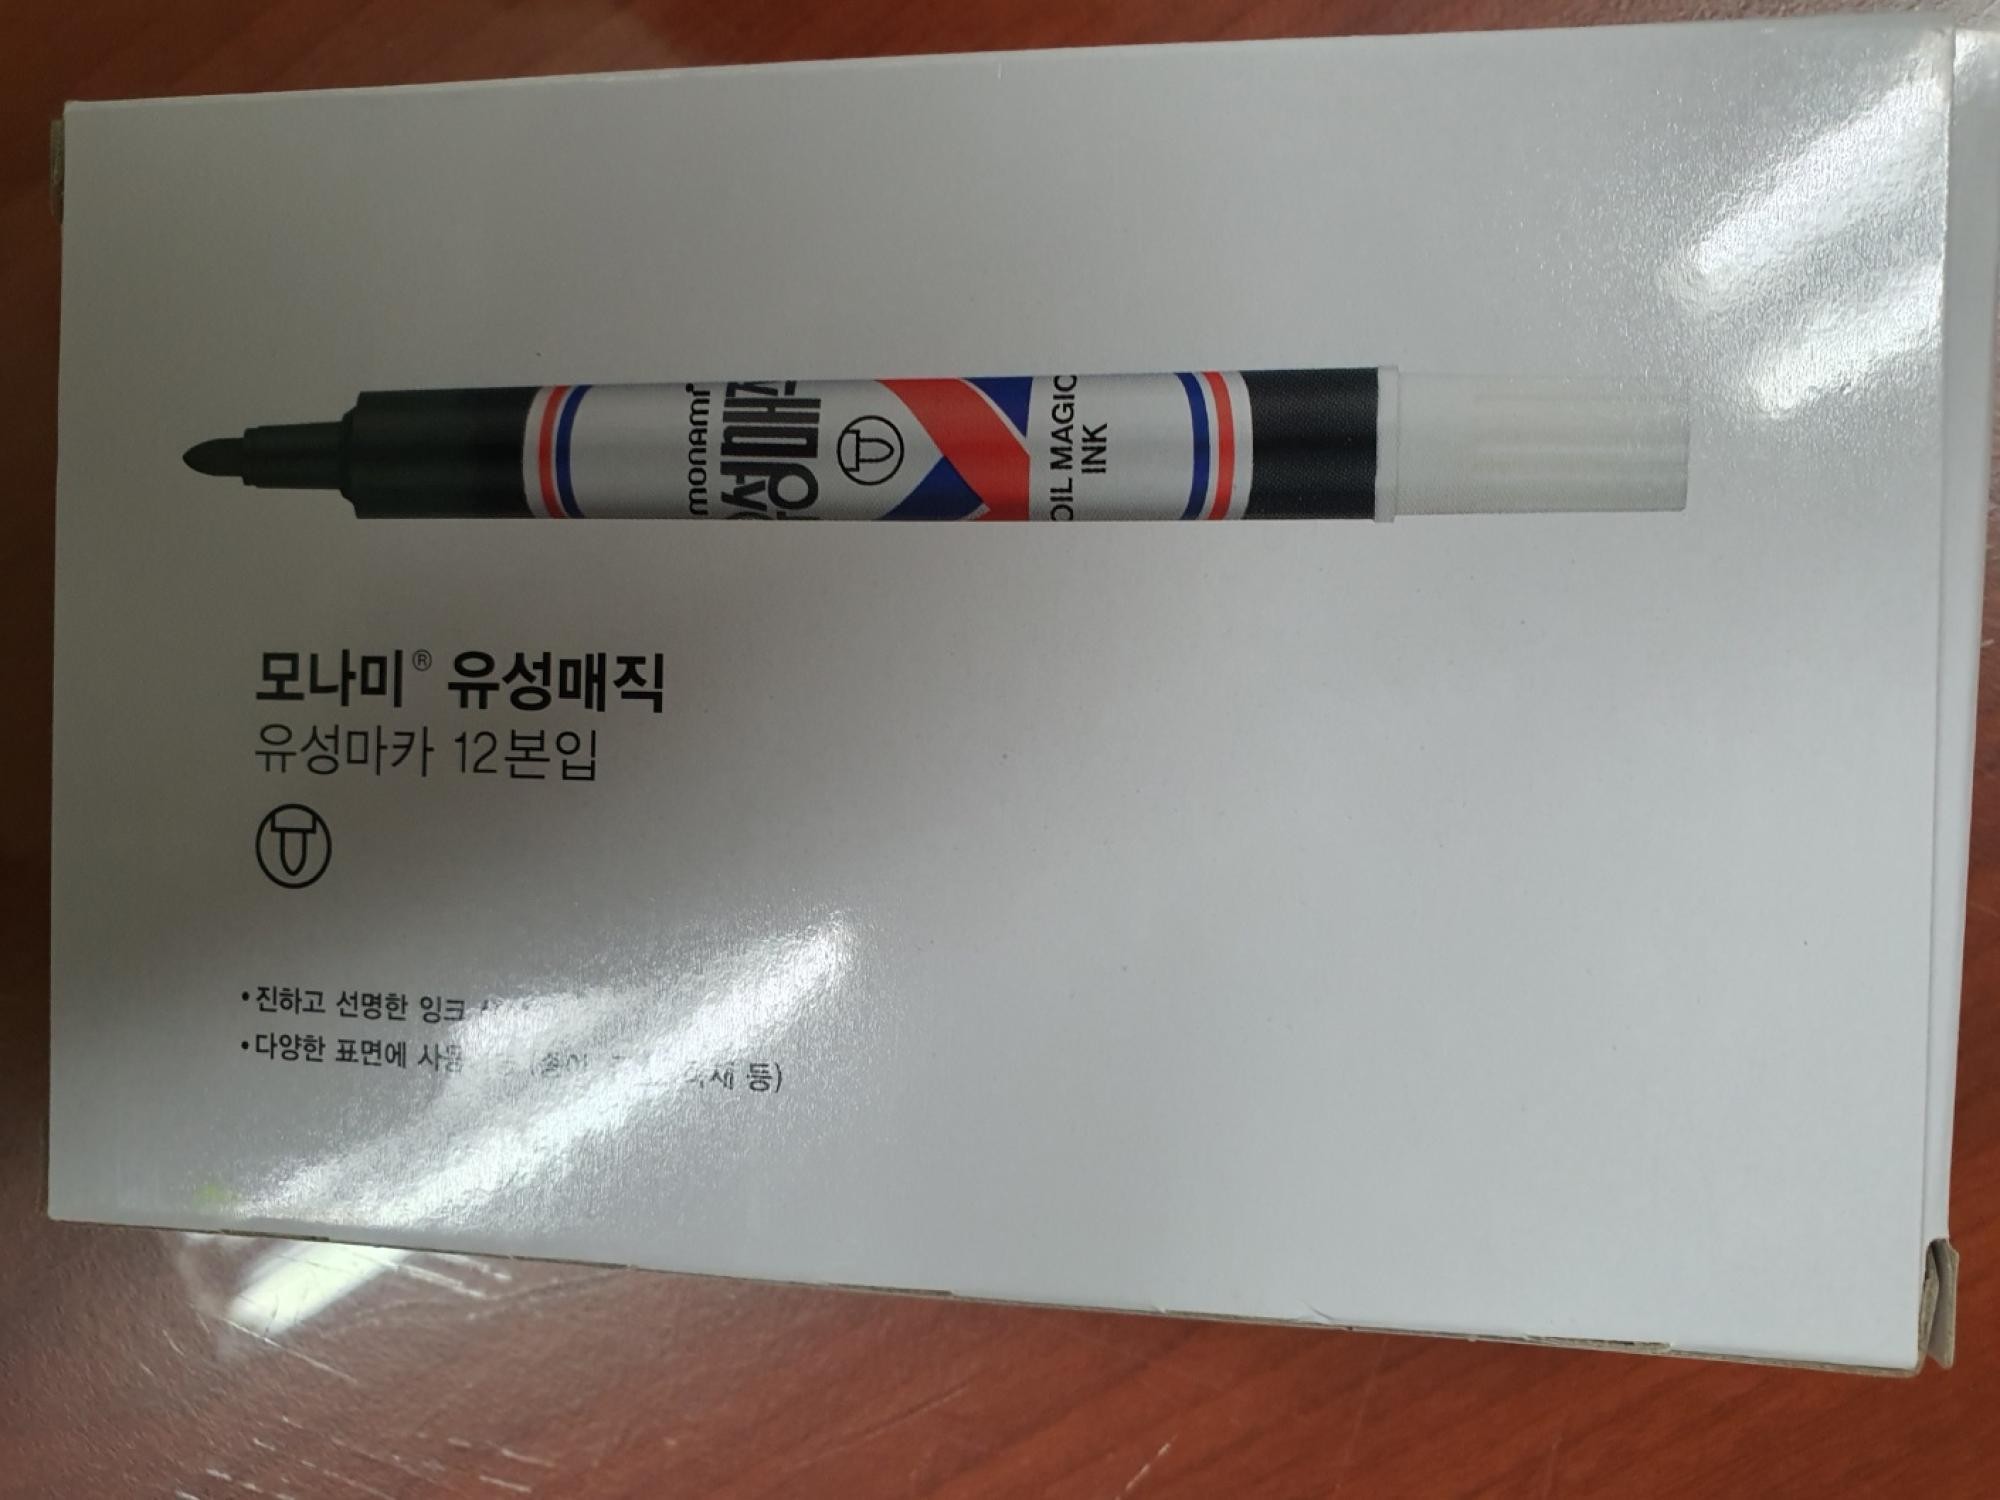 monami
유성매직
OIL MAGIC
INK
모나미® 유성매직
유성마카 12본입
•진하고 선명한 잉크
•다양한 표면에 등)